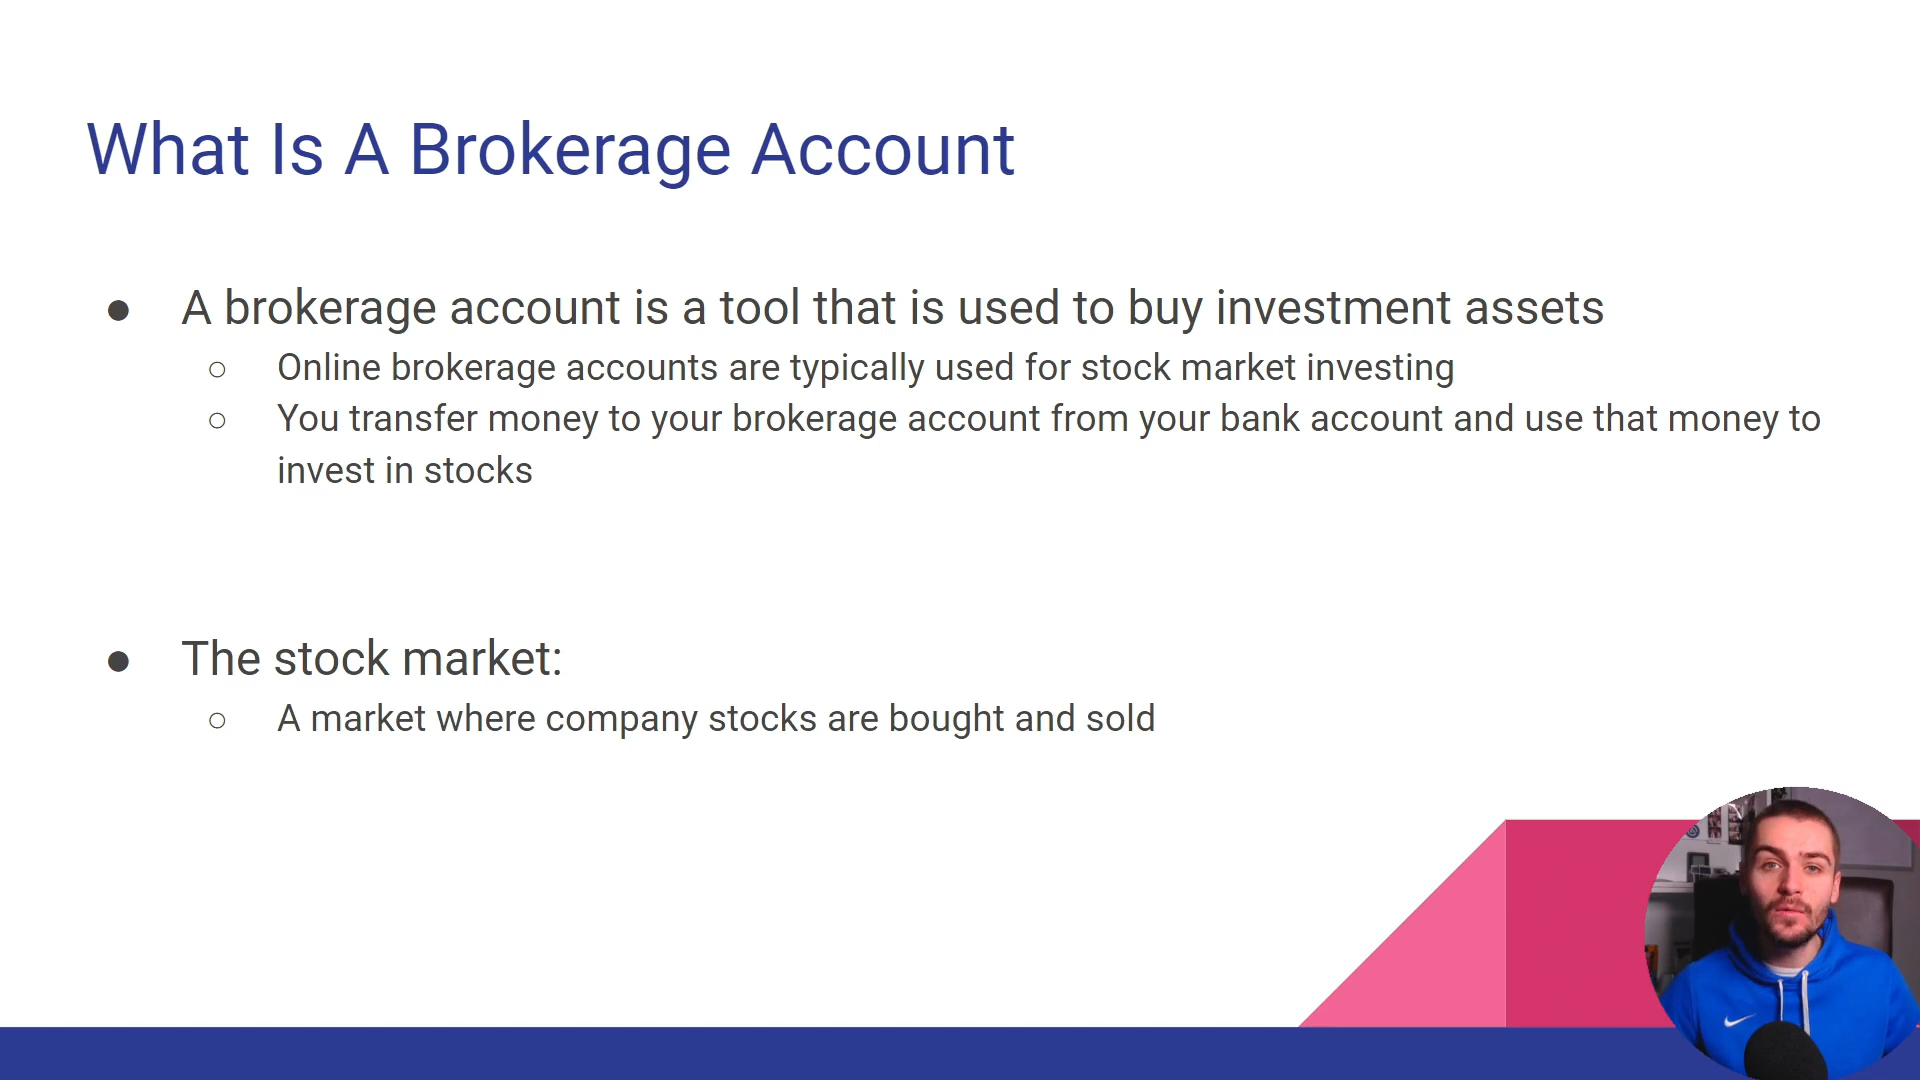 What Is A Brokerage Account
● A brokerage account is a tool that is used to buy investment assets
○ Online brokerage accounts are typically used for stock market investing
○ You transfer money to your brokerage account from your bank account and use that money to
invest in stocks
● The stock market:
○ A market where company stocks are bought and sold